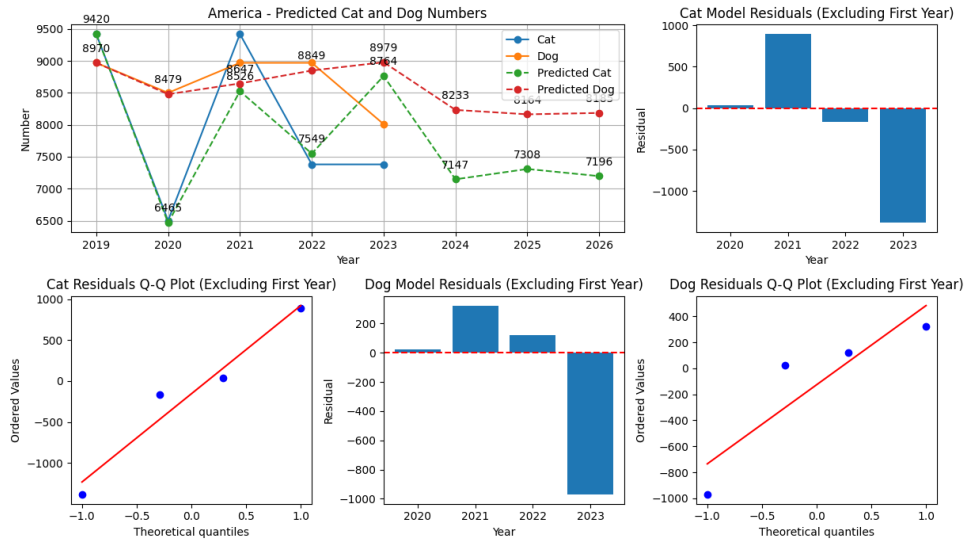 America - Predicted Cat and Dog Numbers
9420
8970
8479
6465
8647
8526
8849
7549
8979
8764
8233
7147
8164
7308
8185
7196
Cat
Dog
Predicted Cat
Predicted Dog
9500
9000
8500
8000
7500
7000
6500
Number
2019 2020 2021 2022 2023 2024 2025 2026
Year
Cat Model Residuals (Excluding First Year)
500
0
−500
−1000
Residual
2020 2021 2022 2023
Year
Cat Residuals Q-Q Plot (Excluding First Year)
1000
500
0
−500
−1000
Ordered Values
−1.0 −0.5 0.0 0.5 1.0
Theoretical quantiles
Dog Model Residuals (Excluding First Year)
200
0
−200
−400
−600
−800
−1000
Residual
2020 2021 2022 2023
Year
Dog Residuals Q-Q Plot (Excluding First Year)
400
200
0
−200
−400
−600
−800
−1000
Ordered Values
−1.0 −0.5 0.0 0.5 1.0
Theoretical quantiles